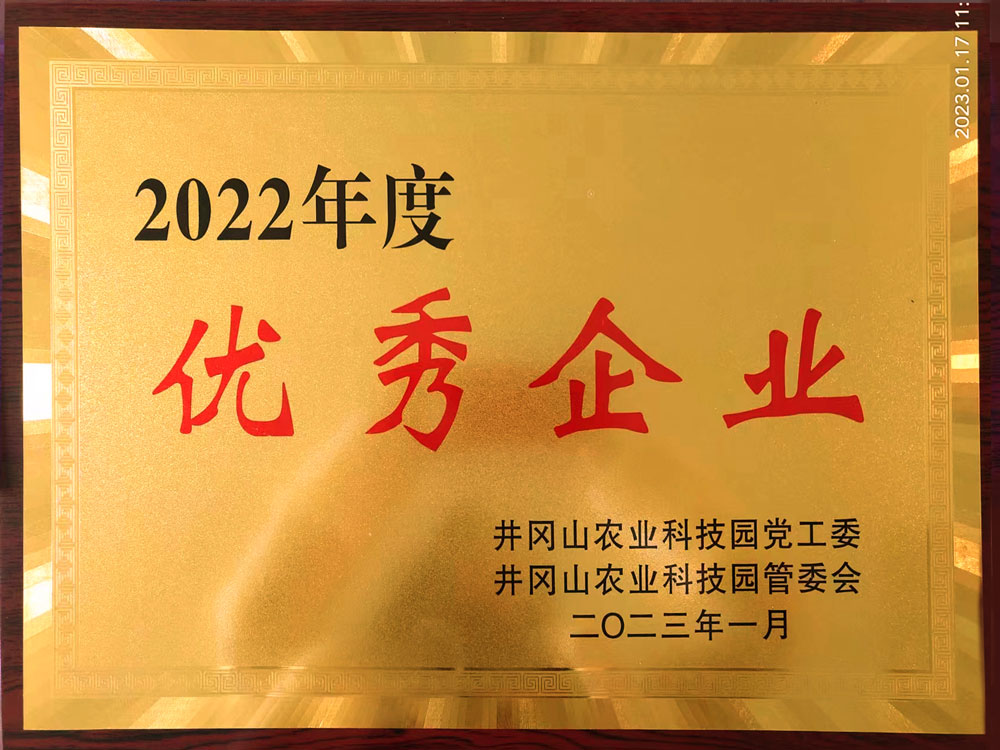 2023.01.17 11:
2022年度
优秀企业
井冈山农业科技园党工委
井冈山农业科技园管委会
二〇二三年一月